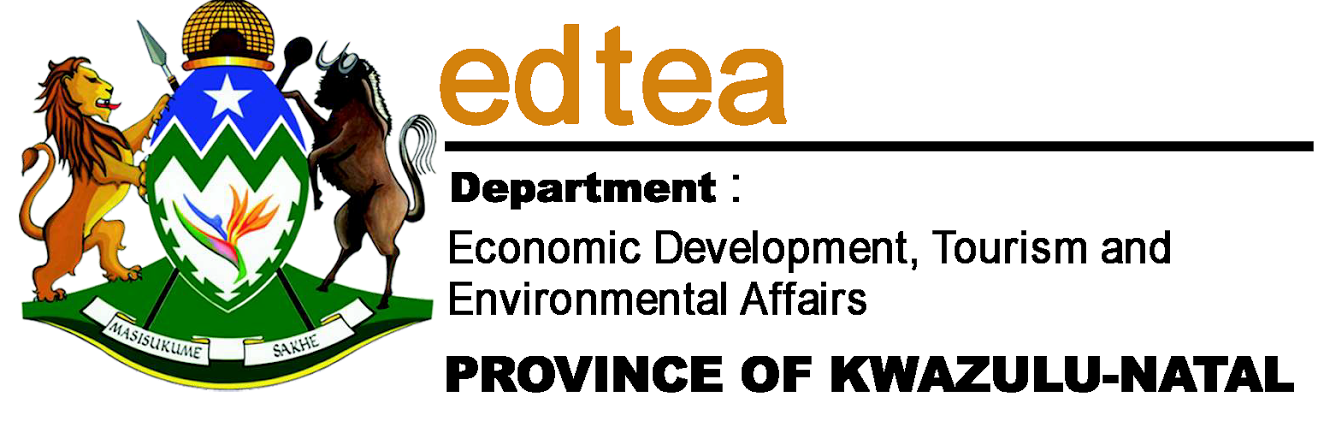 edtea
Department :
Economic Development, Tourism and
Environmental Affairs
PROVINCE OF KWAZULU-NATAL
MASISUKUME SAKHE